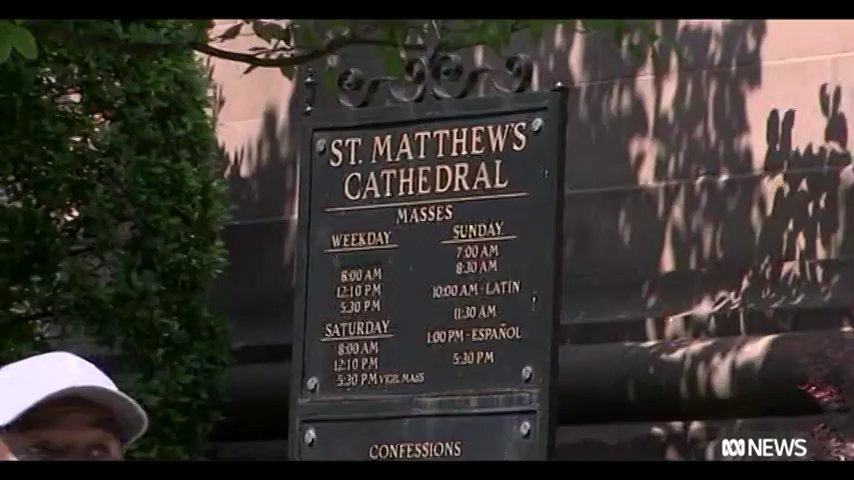 ST. MATTHEW'S
CATHEDRAL
MASSES
WEEKDAY
8:00 AM
12:10 PM
5:30 PM
SATURDAY
8:00 AM
12:10 PM
5:30 PM VIGIL MASS
SUNDAY
7:00 AM
8:30 AM
10:00 AM - LATIN
11:30 AM
1:00 PM - ESPAÑOL
5:30 PM
CONFESSIONS
NEWS